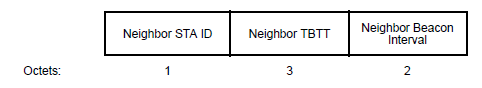 Neighbor STA ID Neighbor TBTT Neighbor Beacon
Interval
Octets: 1 3 2